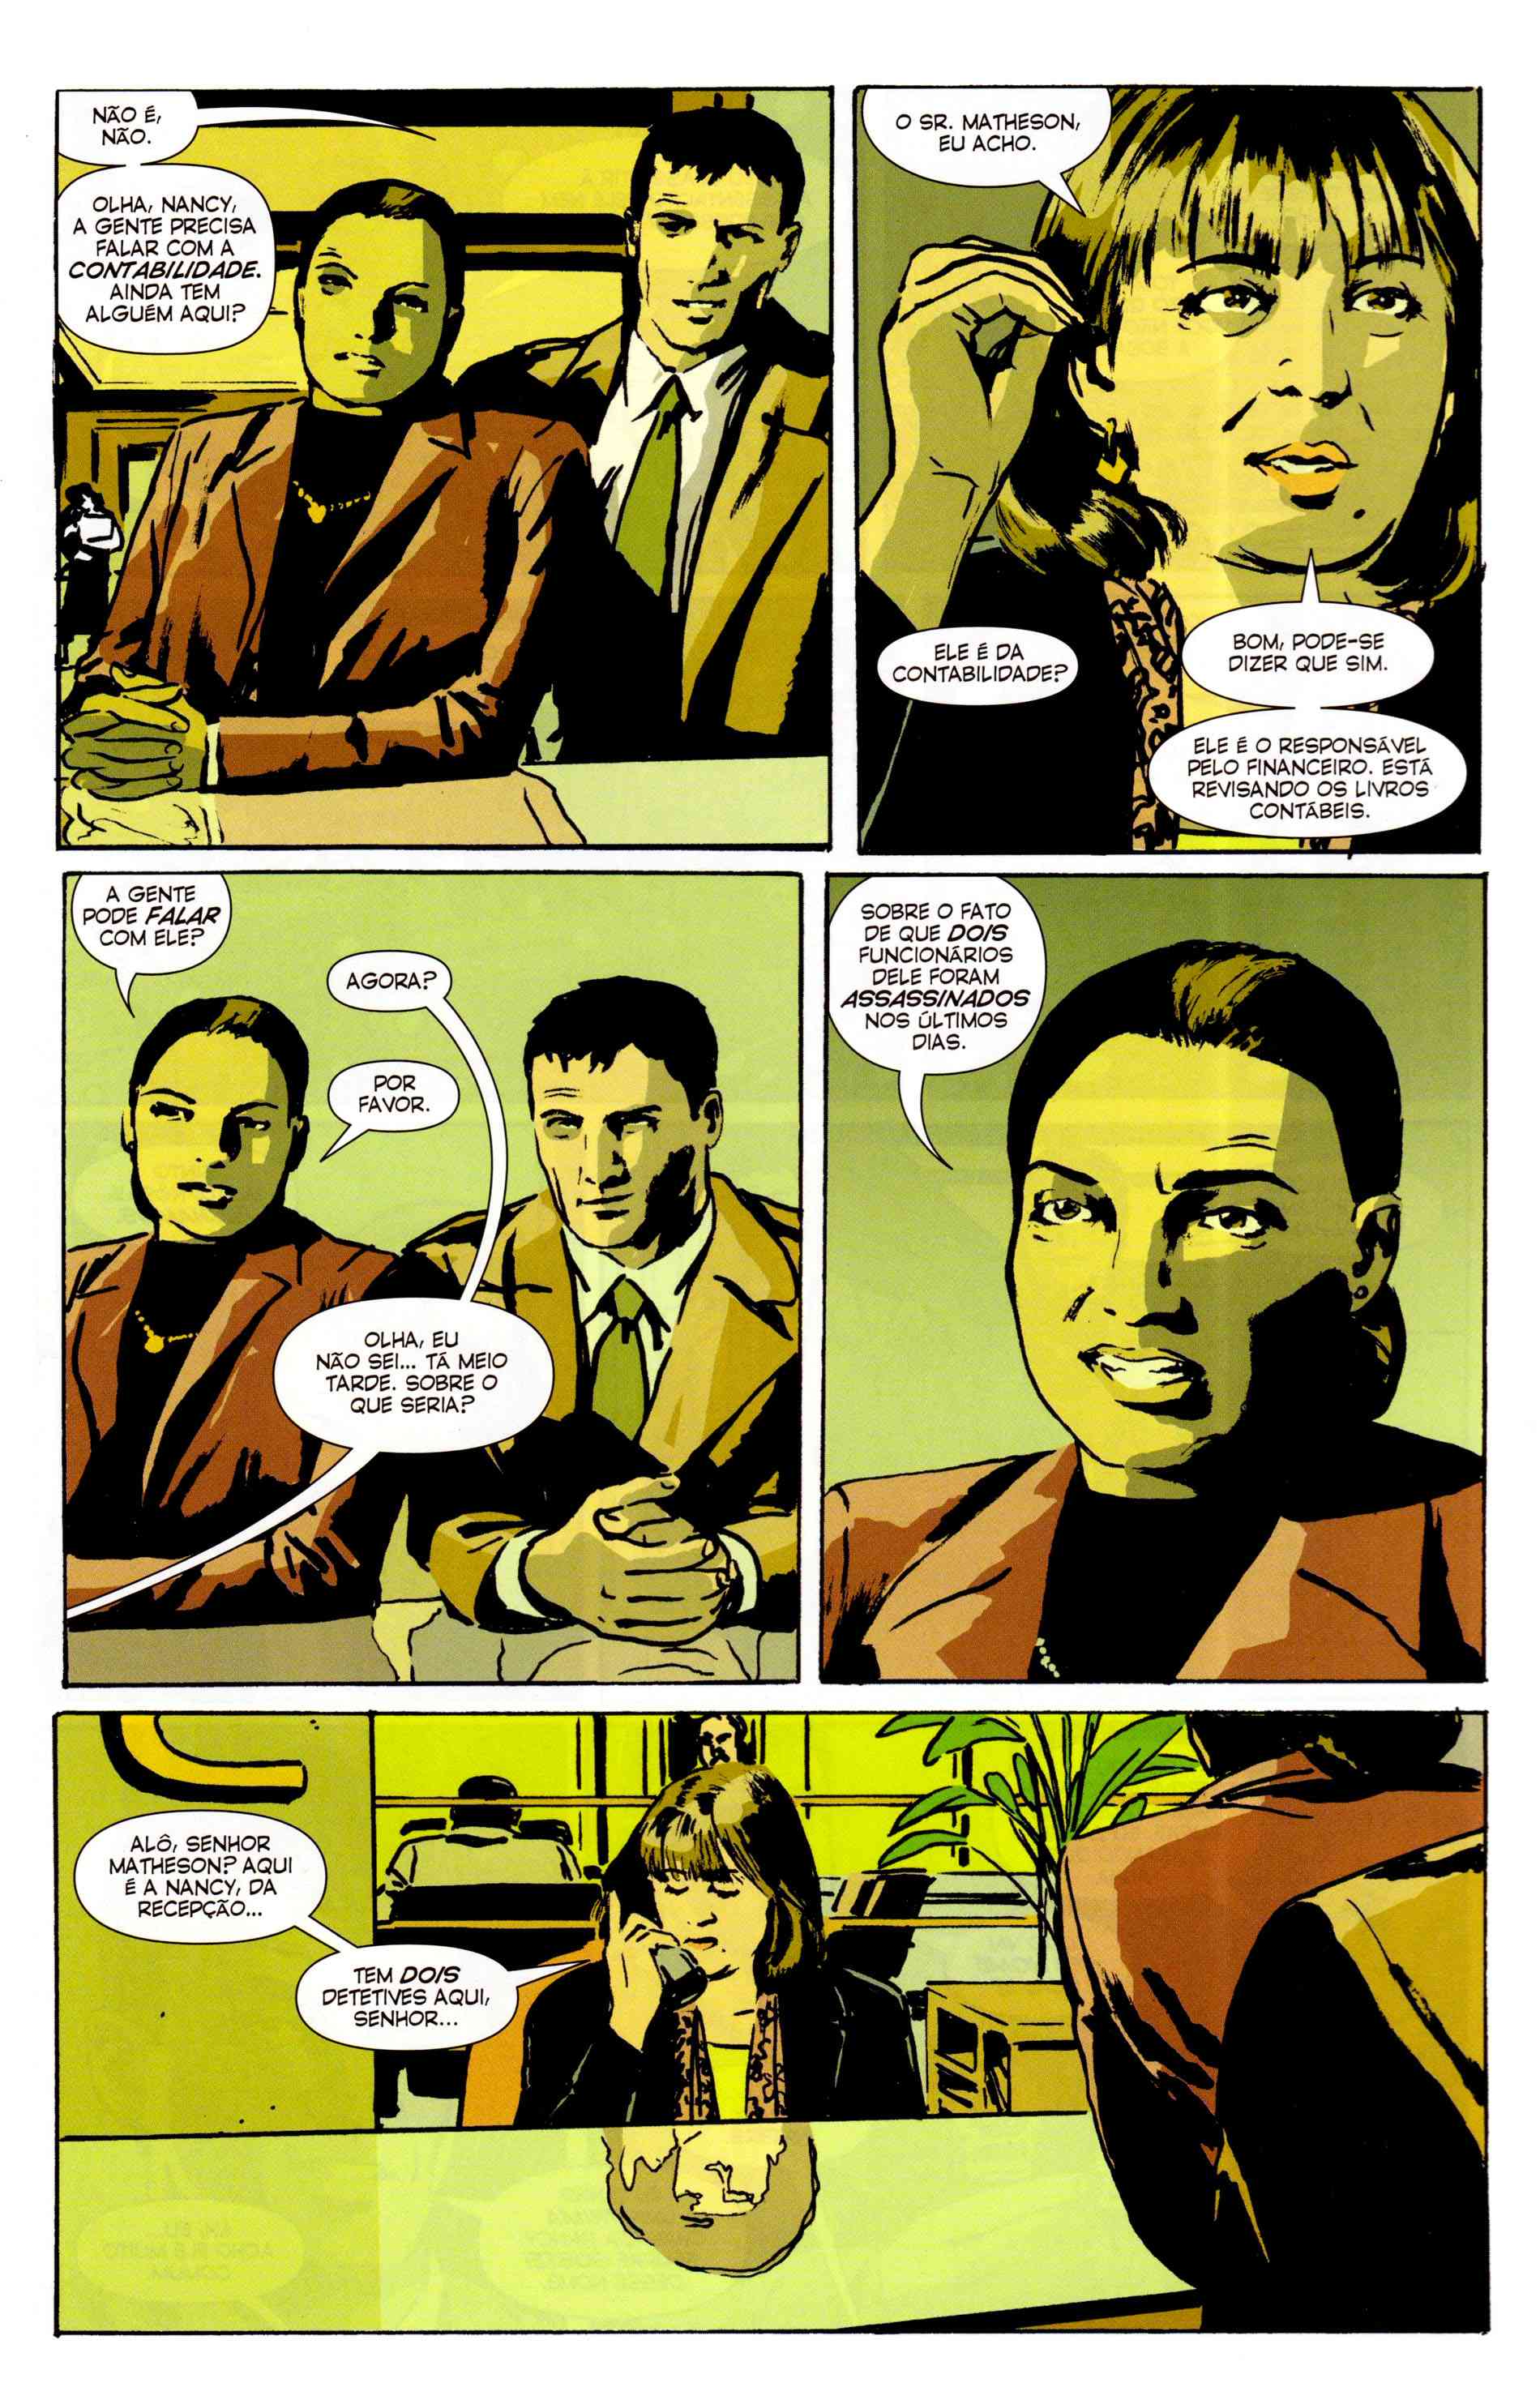 NÃO É,
NÃO.
OLHA, NANCY,
A GENTE PRECISA
FALAR COM A
CONTABILIDADE.
AINDA TEM
ALGUÉM AQUI?
O SR. MATHESON,
EU ACHO.
ELE É DA
CONTABILIDADE?
BOM, PODE-SE
DIZER QUE SIM.
ELE É O RESPONSÁVEL
PELO FINANCEIRO. ESTÁ
REVISANDO OS LIVROS
CONTÁBEIS.
A GENTE
PODE FALAR
COM ELE?
AGORA?
POR
FAVOR.
OLHA, EU
NÃO SEI... TÁ MEIO
TARDE. SOBRE O
QUE SERIA?
SOBRE O FATO
DE QUE DOIS
FUNCIONÁRIOS
DELE FORAM
ASSASSINADOS
NOS ÚLTIMOS
DIAS.
ALÔ, SENHOR
MATHESON? AQUI
É A NANCY, DA
RECEPÇÃO...
TEM DOIS
DETETIVES AQUI,
SENHOR...